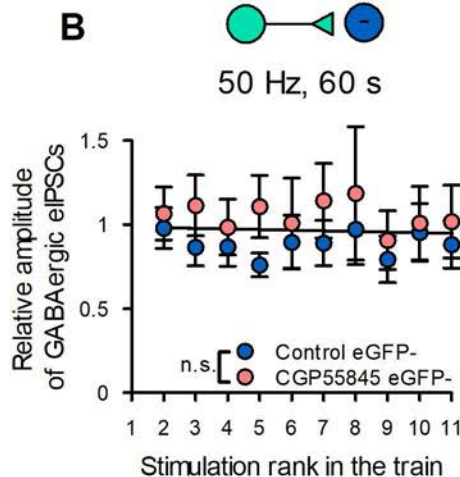 B
-
50 Hz, 60 s
Relative amplitude
of GABAergic eIPSCs
1.5
1
0.5
0
n.s.
Control eGFP-
CGP55845 eGFP-
1 2 3 4 5 6 7 8 9 10 11
Stimulation rank in the train